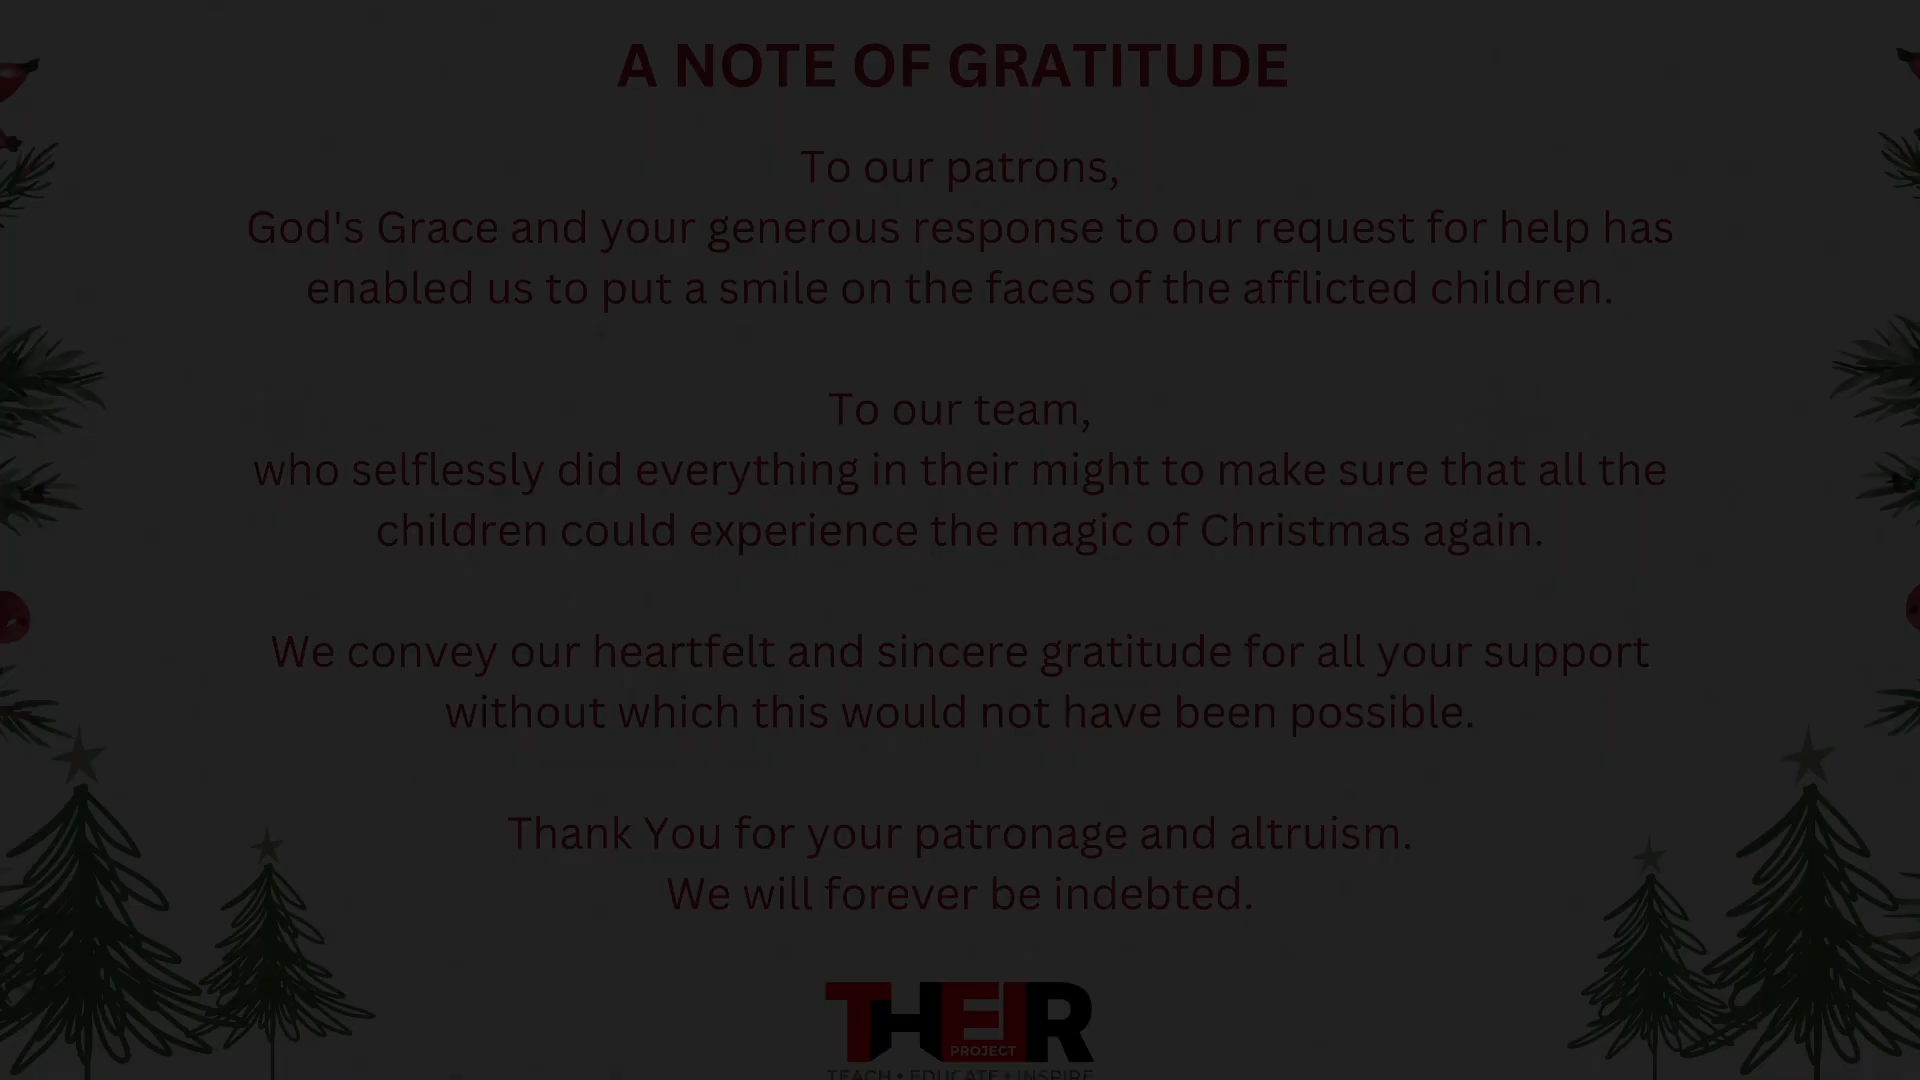 A NOTE OF GRATITUDE
To our patrons,
God's Grace and your generous response to our request for help has
enabled us to put a smile on the faces of the afflicted children.
To our team,
who selflessly did everything in their might to make sure that all the
children could experience the magic of Christmas again.
We convey our heartfelt and sincere gratitude for all your support
without which this would not have been possible.
Thank You for your patronage and altruism.
We will forever be indebted.
THEIR
PROJECT
TEACH • EDUCATE • INSPIRE